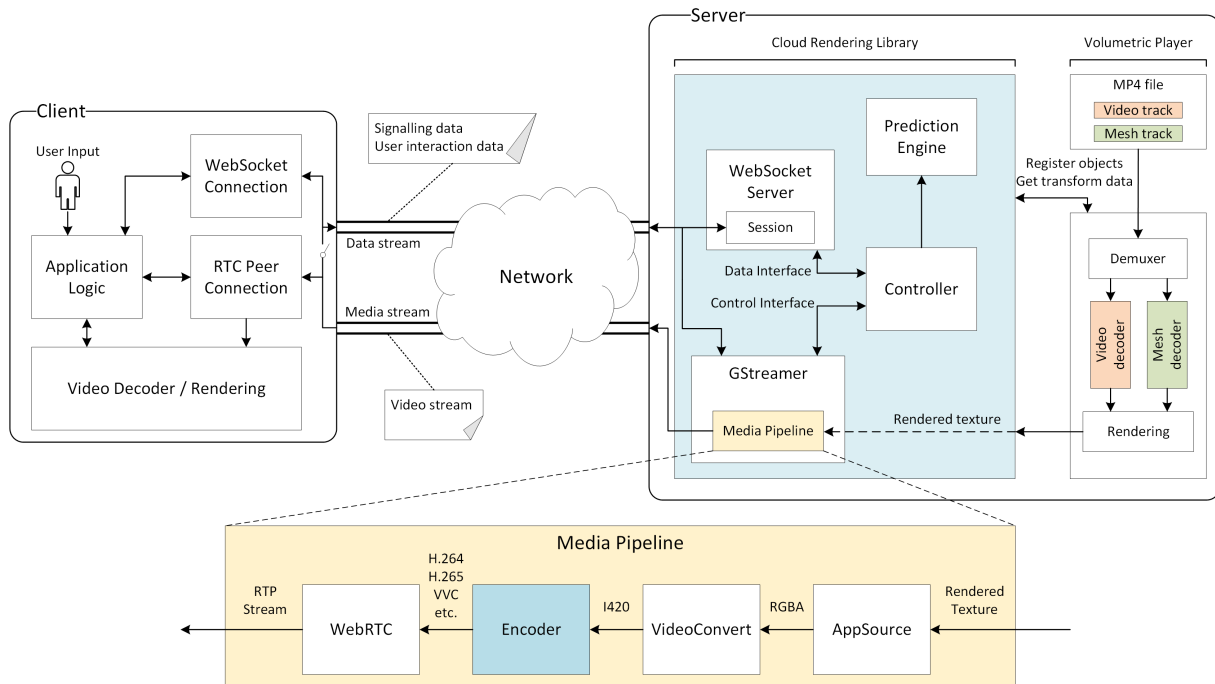 Server
Cloud Rendering Library
Volumetric Player
MP4 file
Video track
Mesh track
Client
User Input
WebSocket
Connection
Signalling data
User interaction data
Prediction
Engine
WebSocket
Server
Session
Register objects
Get transform data
Application
Logic
RTC Peer
Connection
Data stream
Network
Media stream
Data Interface
Control Interface
Controller
Demuxer
Video
decoder
Mesh
decoder
Video Decoder / Rendering
Video stream
GStreamer
Media Pipeline
Rendered texture
Rendering
Media Pipeline
RTP
Stream
WebRTC
H.264
H.265
VVC
etc.
Encoder
I420
VideoConvert
RGBA
AppSource
Rendered
Texture